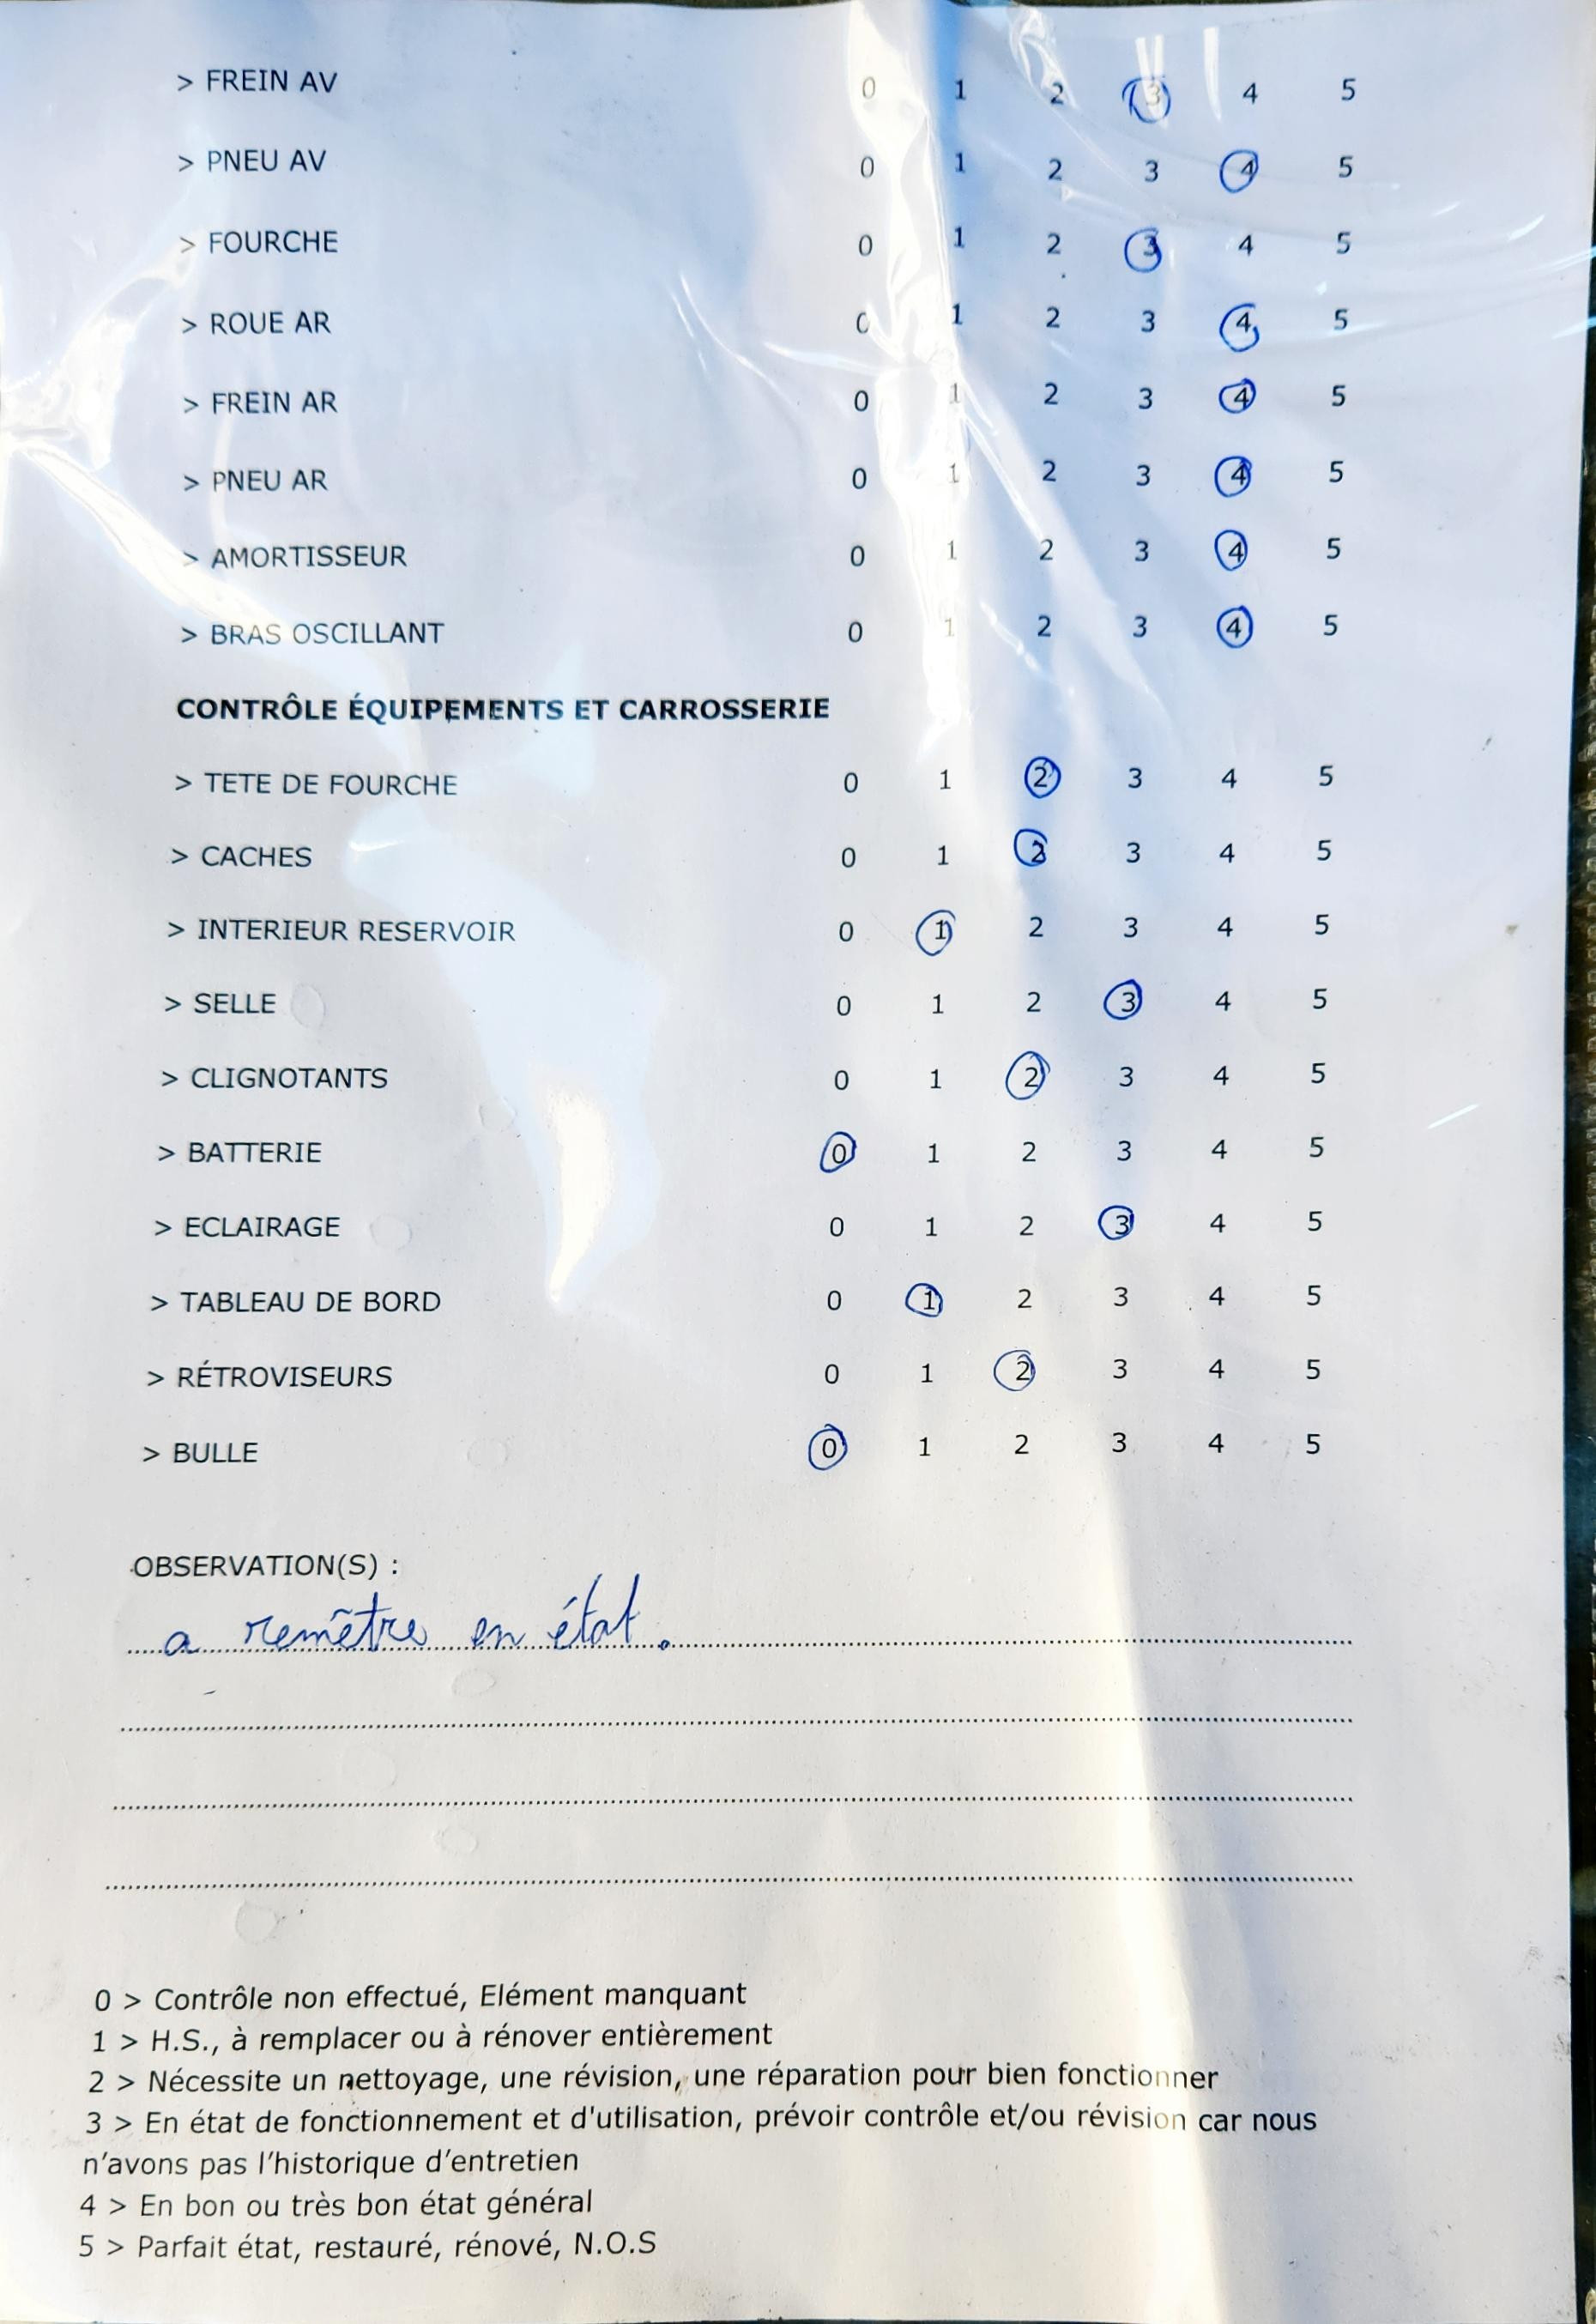 > FREIN AV 0 1 2 3 4 5
> PNEU AV 0 1 2 3 4 5
> FOURCHE 0 1 2 3 4 5
> ROUE AR 0 1 2 3 4 5
> FREIN AR 0 1 2 3 4 5
> PNEU AR 0 1 2 3 4 5
> AMORTISSEUR 0 1 2 3 4 5
> BRAS OSCILLANT 0 1 2 3 4 5
CONTRÔLE ÉQUIPEMENTS ET CARROSSERIE
> TETE DE FOURCHE 0 1 2 3 4 5
> CACHES 0 1 2 3 4 5
> INTERIEUR RESERVOIR 0 1 2 3 4 5
> SELLE 0 1 2 3 4 5
> CLIGNOTANTS 0 1 2 3 4 5
> BATTERIE 0 1 2 3 4 5
> ECLAIRAGE 0 1 2 3 4 5
> TABLEAU DE BORD 0 1 2 3 4 5
> RÉTROVISEURS 0 1 2 3 4 5
> BULLE 0 1 2 3 4 5
OBSERVATION(S) :
a remêtre en état.
0 > Contrôle non effectué, Elément manquant
1 > H.S., à remplacer ou à rénover entièrement
2 > Nécessite un nettoyage, une révision, une réparation pour bien fonctionner
3 > En état de fonctionnement et d'utilisation, prévoir contrôle et/ou révision car nous
n'avons pas l'historique d'entretien
4 > En bon ou très bon état général
5 > Parfait état, restauré, rénové, N.O.S